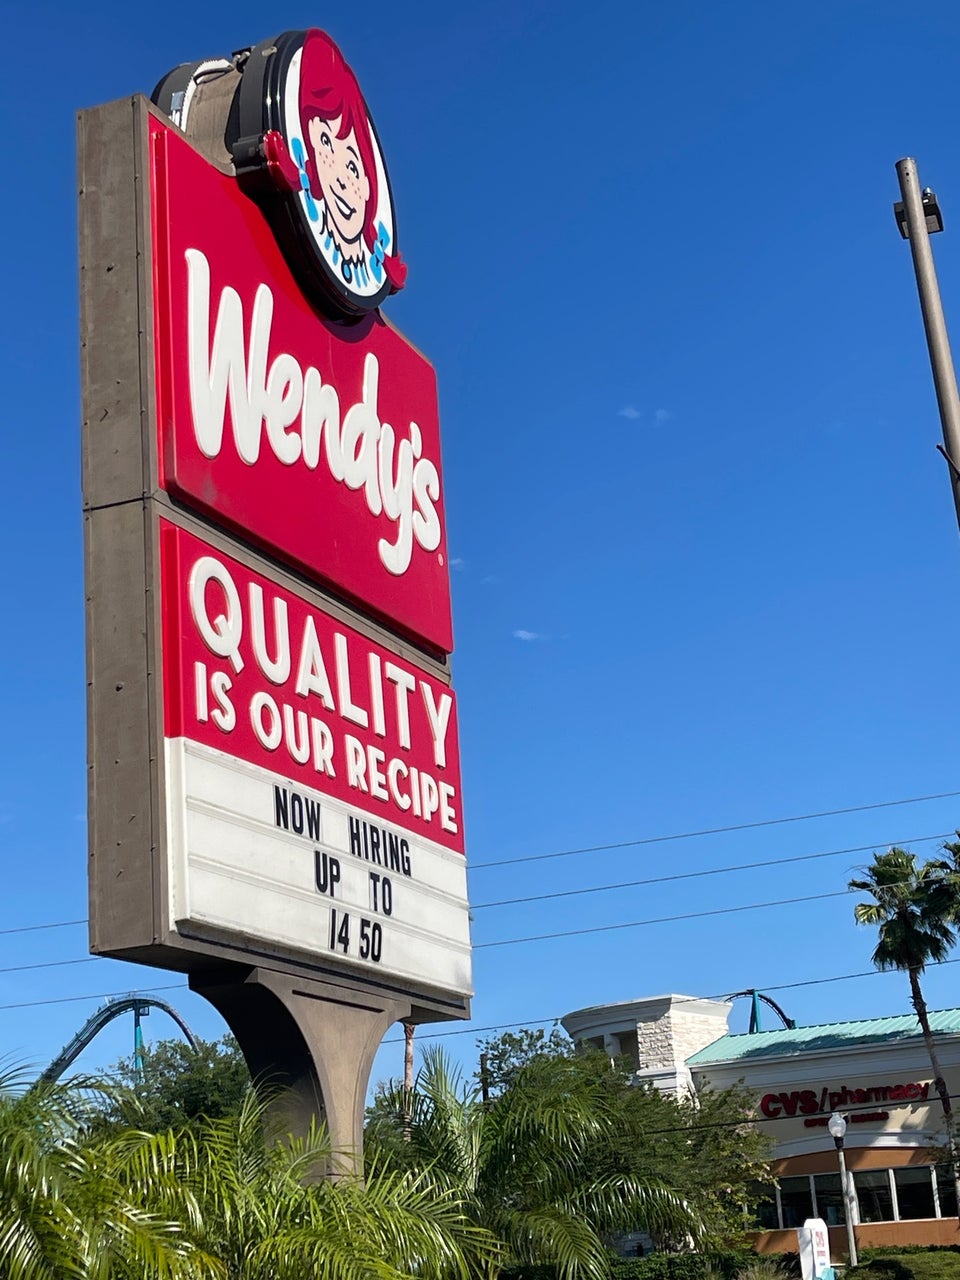 Wendy's
QUALITY
IS OUR RECIPE
NOW HIRING
UP TO
14 50
CVS/pharmacy